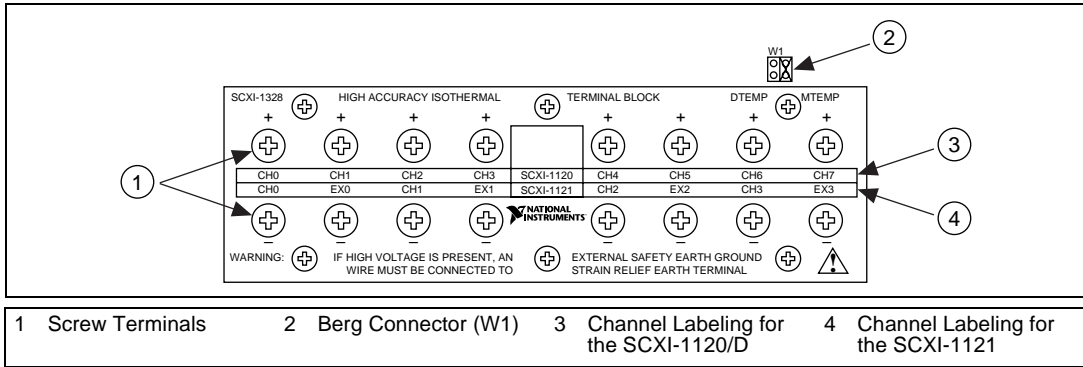 2
W1
SCXI-1328 HIGH ACCURACY ISOTHERMAL TERMINAL BLOCK DTEMP MTEMP
+ + + + + + + +
3
1
CH0 CH1 CH2 CH3 SCXI-1120 CH4 CH5 CH6 CH7
CH0 EX0 CH1 EX1 SCXI-1121 CH2 EX2 CH3 EX3
4
NATIONAL
INSTRUMENTS
– – – – – – – –
WARNING: IF HIGH VOLTAGE IS PRESENT, AN EXTERNAL SAFETY EARTH GROUND
WIRE MUST BE CONNECTED TO STRAIN RELIEF EARTH TERMINAL
1 Screw Terminals 2 Berg Connector (W1) 3 Channel Labeling for the SCXI-1120/D 4 Channel Labeling for the SCXI-1121